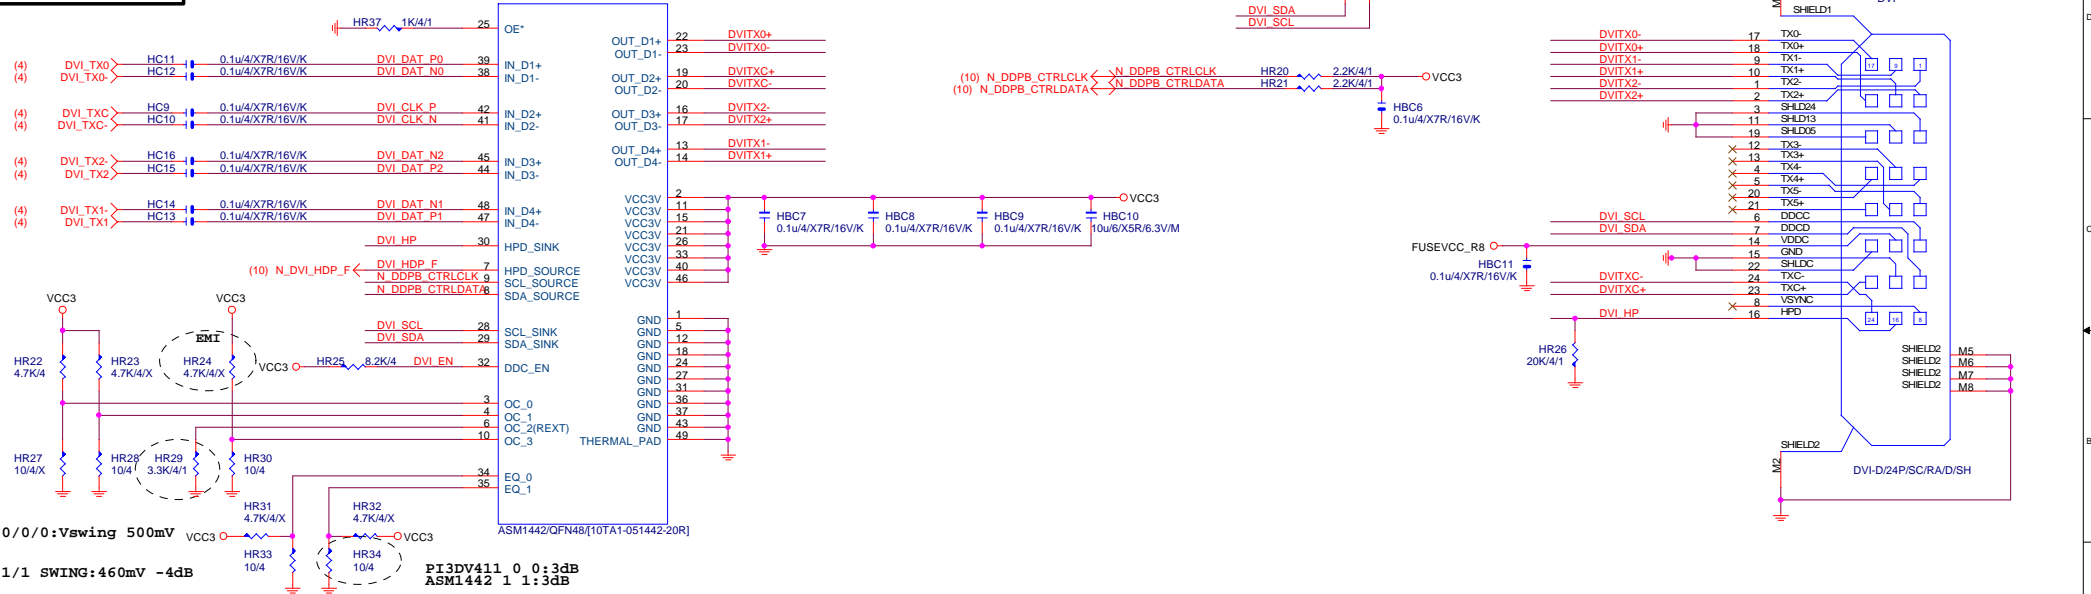 HR37 1K/4/1 25 OE*
(4) DVI_TX0 HC11 0.1u/4/X7R/16V/K DVI_DAT_P0 39 IN_D1+
(4) DVI_TX0- HC12 0.1u/4/X7R/16V/K DVI_DAT_N0 38 IN_D1-
(4) DVI_TXC HC9 0.1u/4/X7R/16V/K DVI_CLK_P 42 IN_D2+
(4) DVI_TXC- HC10 0.1u/4/X7R/16V/K DVI_CLK_N 41 IN_D2-
(4) DVI_TX2- HC16 0.1u/4/X7R/16V/K DVI_DAT_N2 45 IN_D3+
(4) DVI_TX2 HC15 0.1u/4/X7R/16V/K DVI_DAT_P2 44 IN_D3-
(4) DVI_TX1- HC14 0.1u/4/X7R/16V/K DVI_DAT_N1 48 IN_D4+
(4) DVI_TX1 HC13 0.1u/4/X7R/16V/K DVI_DAT_P1 47 IN_D4-
DVI_HP 30 HPD_SINK
(10) N_DVI_HDP_F DVI_HDP_F 7 HPD_SOURCE
N_DDPB_CTRLCLK 9 SCL_SOURCE
N_DDPB_CTRLDATA 8 SDA_SOURCE
DVI_SCL 28 SCL_SINK
DVI_SDA 29 SDA_SINK
VCC3 HR25 8.2K/4 DVI_EN 32 DDC_EN
3 OC_0
4 OC_1
6 OC_2(REXT)
10 OC_3
34 EQ_0
35 EQ_1
VCC3 VCC3
EMI
HR22 HR23 HR24
4.7K/4 4.7K/4/X 4.7K/4/X
HR27 HR28 HR29 HR30
10/4/X 10/4 3.3K/4/1 10/4
HR31 HR32
4.7K/4/X 4.7K/4/X
VCC3 VCC3
HR33 HR34
10/4 10/4
0/0/0:Vswing 500mV
1/1 SWING:460mV -4dB
PI3DV411 0 0:3dB
ASM1442 1 1:3dB
ASM1442/QFN48/[10TA1-051442-20R]
OUT_D1+ 22 DVITX0+
OUT_D1- 23 DVITX0-
OUT_D2+ 19 DVITXC+
OUT_D2- 20 DVITXC-
OUT_D3+ 16 DVITX2-
OUT_D3- 17 DVITX2+
OUT_D4+ 13 DVITX1-
OUT_D4- 14 DVITX1+
VCC3V 2 VCC3
VCC3V 11
VCC3V 15
VCC3V 21
VCC3V 26
VCC3V 33
VCC3V 40
VCC3V 46
HBC7 HBC8 HBC9 HBC10
0.1u/4/X7R/16V/K 0.1u/4/X7R/16V/K 0.1u/4/X7R/16V/K 10u/6/X5R/6.3V/M
GND 1
GND 5
GND 12
GND 18
GND 24
GND 27
GND 31
GND 36
GND 37
GND 43
THERMAL_PAD 49
DVI_SDA
DVI_SCL
(10) N_DDPB_CTRLCLK N_DDPB_CTRLCLK HR20 2.2K/4/1 VCC3
(10) N_DDPB_CTRLDATA N_DDPB_CTRLDATA HR21 2.2K/4/1
HBC6
0.1u/4/X7R/16V/K
SHIELD1
DVITX0- 17 TX0-
DVITX0+ 18 TX0+
DVITX1- 9 TX1-
DVITX1+ 10 TX1+
DVITX2- 1 TX2-
DVITX2+ 2 TX2+
3 SHLD24
11 SHLD13
19 SHLD05
12 TX3-
13 TX3+
4 TX4-
5 TX4+
20 TX5-
21 TX5+
DVI_SCL 6 DDCC
DVI_SDA 7 DDCD
FUSEVCC_R8 14 VDDC
15 GND
22 SHLDC
DVITXC- 24 TXC-
DVITXC+ 23 TXC+
8 VSYNC
DVI_HP 16 HPD
HBC11
0.1u/4/X7R/16V/K
HR26
20K/4/1
17 9 1
24 16 8
SHIELD2 M5
SHIELD2 M6
SHIELD2 M7
SHIELD2 M8
SHIELD2
M2
DVI-D/24P/SC/RA/D/SH
D
C
B